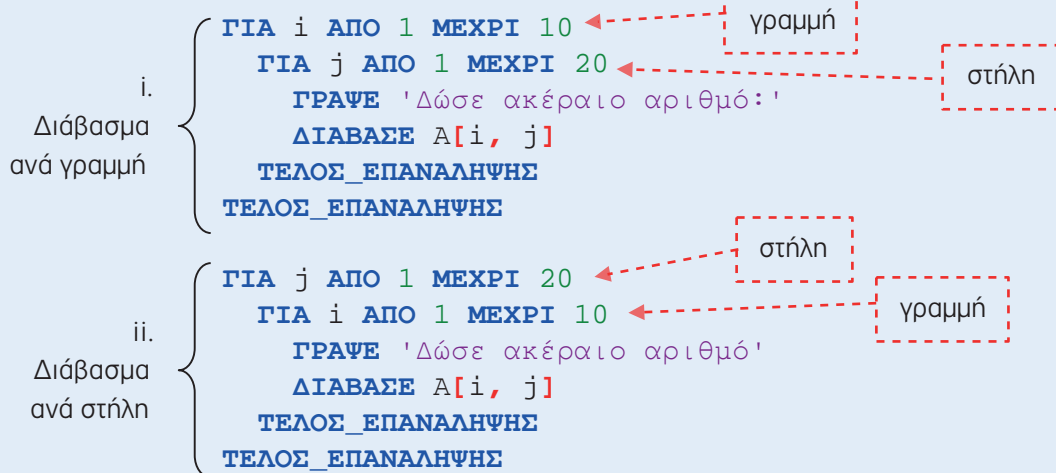 ΓΙΑ i ΑΠΟ 1 ΜΕΧΡΙ 10
γραμμή
ΓΙΑ j ΑΠΟ 1 ΜΕΧΡΙ 20
στήλη
ΓΡΑΨΕ 'Δώσε ακέραιο αριθμό:'
ΔΙΑΒΑΣΕ A[i, j]
ΤΕΛΟΣ_ΕΠΑΝΑΛΗΨΗΣ
ΤΕΛΟΣ_ΕΠΑΝΑΛΗΨΗΣ
i.
Διάβασμα
ανά γραμμή
ΓΙΑ j ΑΠΟ 1 ΜΕΧΡΙ 20
στήλη
ΓΙΑ i ΑΠΟ 1 ΜΕΧΡΙ 10
γραμμή
ΓΡΑΨΕ 'Δώσε ακέραιο αριθμό'
ΔΙΑΒΑΣΕ A[i, j]
ΤΕΛΟΣ_ΕΠΑΝΑΛΗΨΗΣ
ΤΕΛΟΣ_ΕΠΑΝΑΛΗΨΗΣ
ii.
Διάβασμα
ανά στήλη